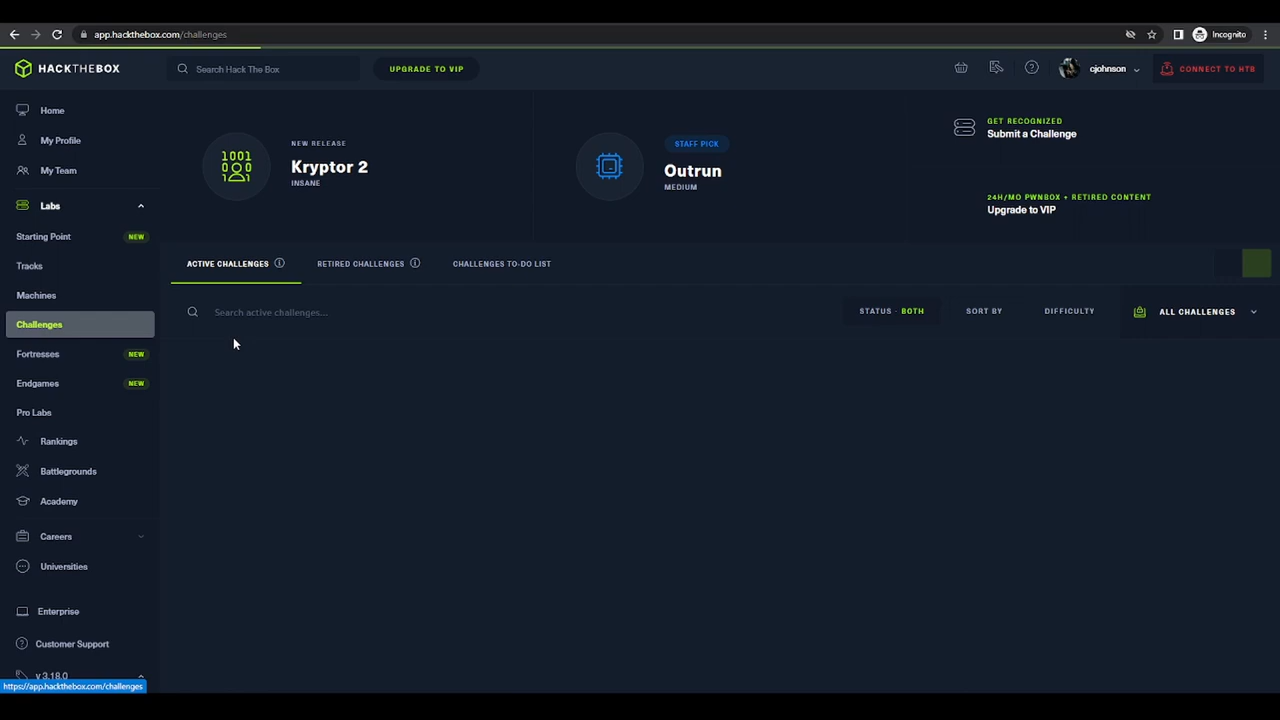 app.hackthebox.com/challenges
Incognito
HACKTHEBOX
Search Hack The Box
UPGRADE TO VIP
cjohnson
CONNECT TO HTB
Home
My Profile
My Team
Labs
Starting Point NEW
Tracks
Machines
Challenges
Fortresses NEW
Endgames NEW
Pro Labs
Rankings
Battlegrounds
Academy
Careers
Universities
Enterprise
Customer Support
v 3.18.0
https://app.hackthebox.com/challenges
1001
NEW RELEASE
Kryptor 2
INSANE
STAFF PICK
Outrun
MEDIUM
GET RECOGNIZED
Submit a Challenge
24H/MO PWNBOX + RETIRED CONTENT
Upgrade to VIP
ACTIVE CHALLENGES
RETIRED CHALLENGES
CHALLENGES TO-DO LIST
Search active challenges...
STATUS - BOTH
SORT BY
DIFFICULTY
ALL CHALLENGES